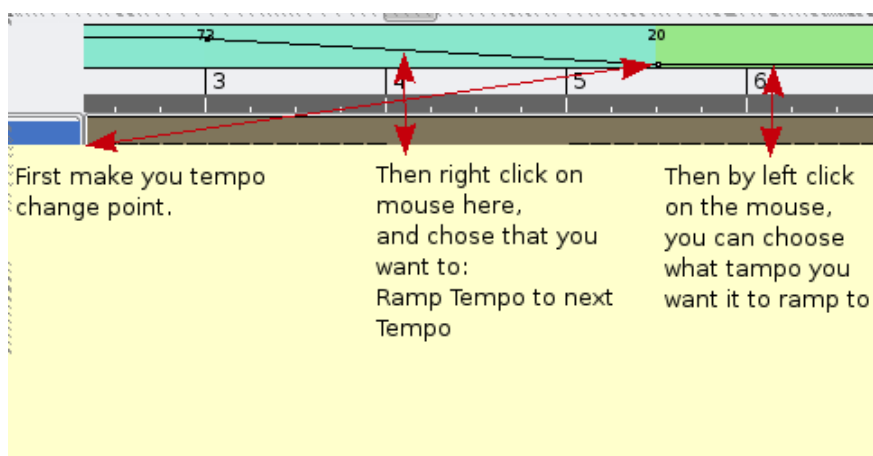 73
20
3
4
5
6
First make you tempo
change point.
Then right click on
mouse here,
and chose that you
want to:
Ramp Tempo to next
Tempo
Then by left click
on the mouse,
you can choose
what tampo you
want it to ramp to